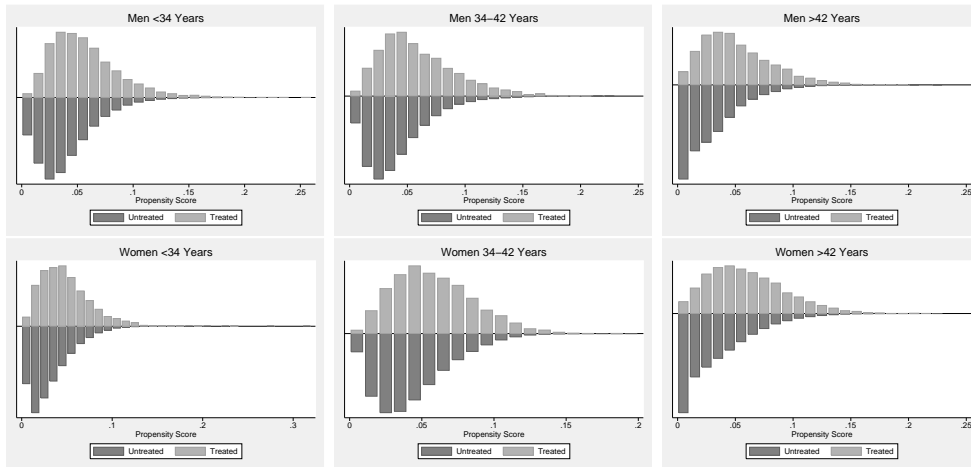 Men <34 Years
0 .05 .1 .15 .2 .25
Propensity Score
Untreated Treated
Men 34–42 Years
0 .05 .1 .15 .2 .25
Propensity Score
Untreated Treated
Men >42 Years
0 .05 .1 .15 .2 .25
Propensity Score
Untreated Treated
Women <34 Years
0 .1 .2 .3
Propensity Score
Untreated Treated
Women 34–42 Years
0 .05 .1 .15 .2
Propensity Score
Untreated Treated
Women >42 Years
0 .05 .1 .15 .2 .25
Propensity Score
Untreated Treated